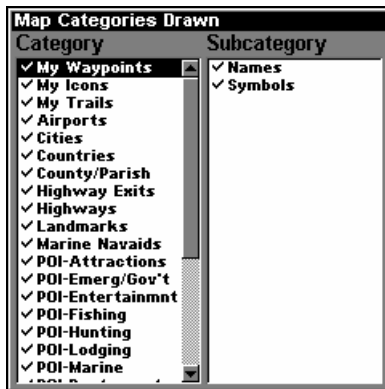 Map Categories Drawn
Category
My Waypoints
My Icons
My Trails
Airports
Cities
Countries
County/Parish
Highway Exits
Highways
Landmarks
Marine Navaids
POI-Attractions
POI-Emerg/Gov't
POI-Entertainmnt
POI-Fishing
POI-Hunting
POI-Lodging
POI-Marine
Subcategory
Names
Symbols